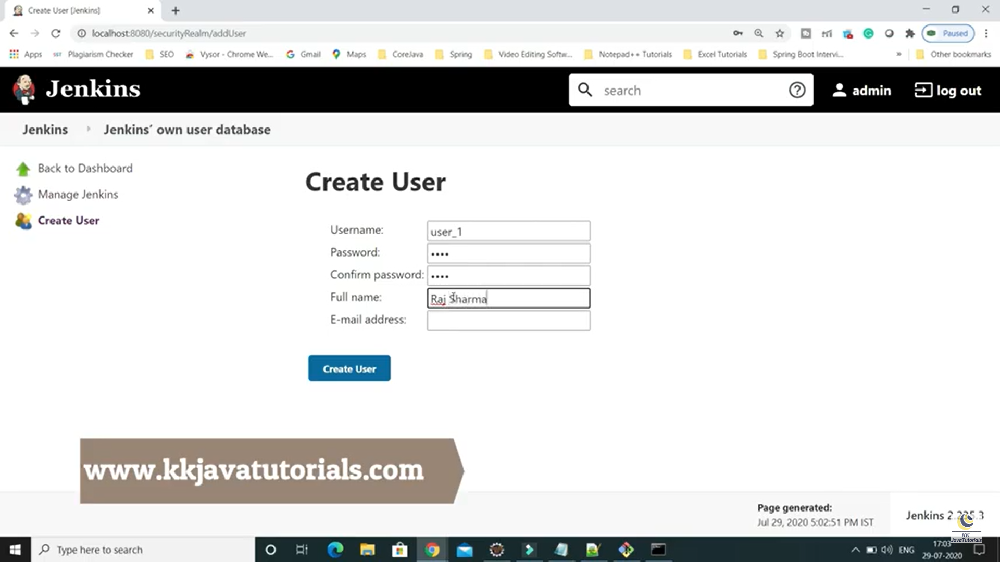 Create User [Jenkins]
localhost:8080/securityRealm/addUser
Paused
Apps
SST Plagiarism Checker
SEO
Vysor - Chrome We...
Gmail
Maps
CoreJava
Spring
Video Editing Softw...
Notepad++ Tutorials
Excel Tutorials
Spring Boot Intervi...
»
Other bookmarks
Jenkins
search
admin
log out
Jenkins
Jenkins´ own user database
Back to Dashboard
Manage Jenkins
Create User
Create User
Username:
user_1
Password:
Confirm password:
Full name:
Raj Sharma
E-mail address:
Create User
www.kkjavatutorials.com
Page generated:
Jul 29, 2020 5:02:51 PM IST
Jenkins
KK
JavaTutorials
Type here to search
ENG
17:03
29-07-2020